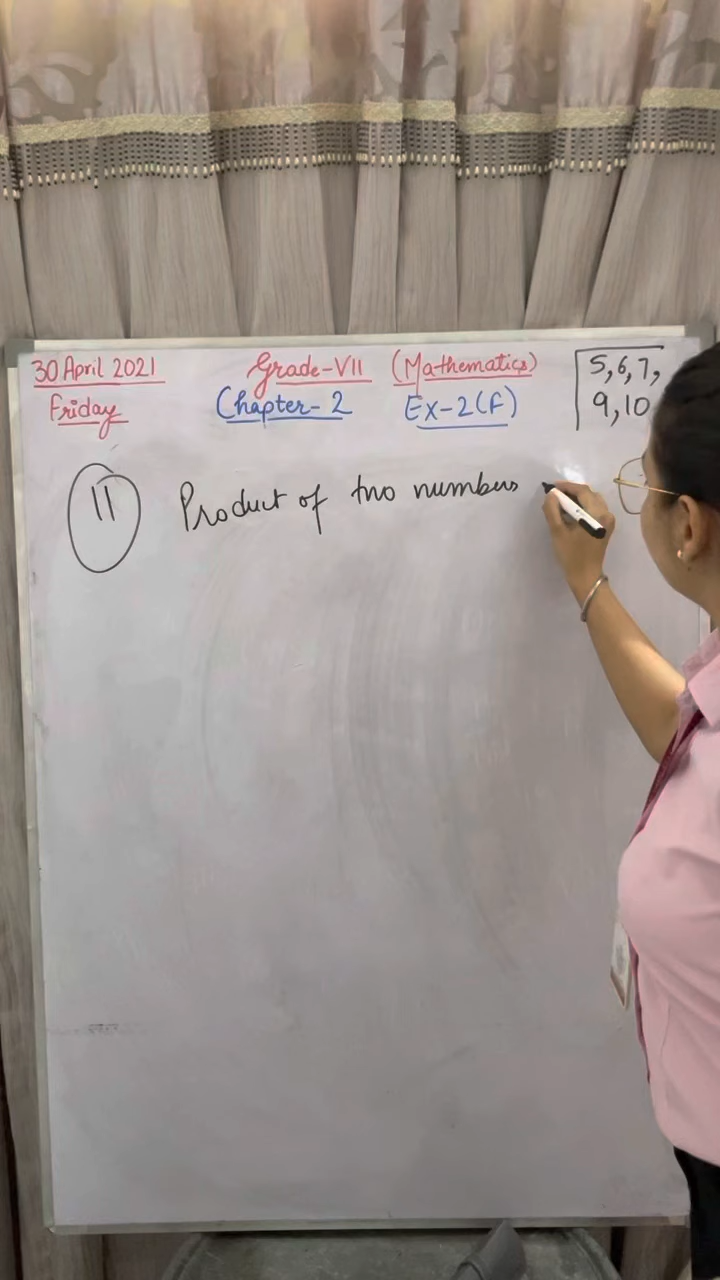 30 April 2021 Grade-VII (Mathematics) 5,6,7,
Friday Chapter-2 Ex-2(F) 9,10
11 Product of two numbers